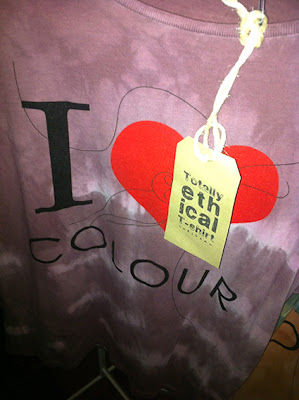 I
COLOUR
Totally
eth
ical
T-shirt